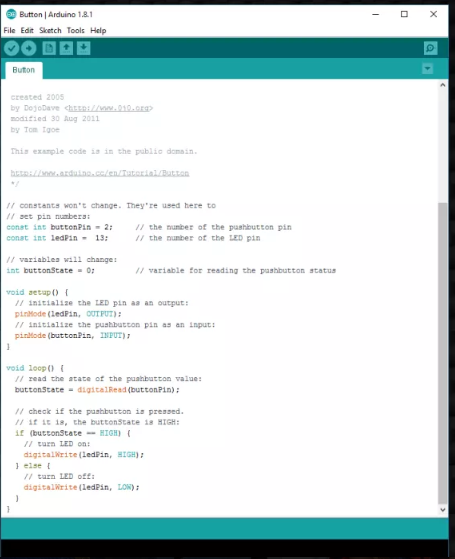 Button | Arduino 1.8.1
File Edit Sketch Tools Help
Button
created 2005
by DojoDave <http://www.0j0.org>
modified 30 Aug 2011
by Tom Igoe
This example code is in the public domain.
http://www.arduino.cc/en/Tutorial/Button
*/
// constants won't change. They're used here to
// set pin numbers:
const int buttonPin = 2;     // the number of the pushbutton pin
const int ledPin =  13;      // the number of the LED pin
// variables will change:
int buttonState = 0;         // variable for reading the pushbutton status
void setup() {
  // initialize the LED pin as an output:
  pinMode(ledPin, OUTPUT);
  // initialize the pushbutton pin as an input:
  pinMode(buttonPin, INPUT);
}
void loop() {
  // read the state of the pushbutton value:
  buttonState = digitalRead(buttonPin);
  // check if the pushbutton is pressed.
  // if it is, the buttonState is HIGH:
  if (buttonState == HIGH) {
    // turn LED on:
    digitalWrite(ledPin, HIGH);
  } else {
    // turn LED off:
    digitalWrite(ledPin, LOW);
  }
}